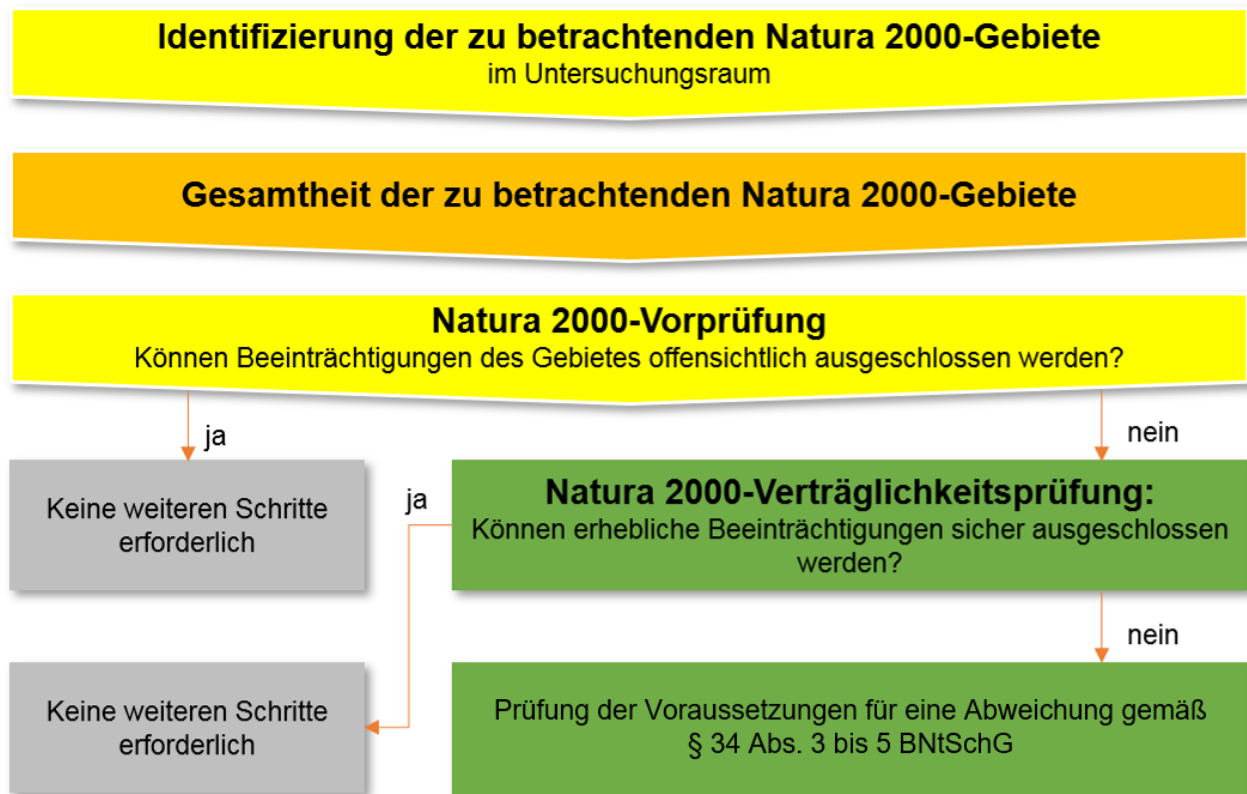 Identifizierung der zu betrachtenden Natura 2000-Gebiete
im Untersuchungsraum
Gesamtheit der zu betrachtenden Natura 2000-Gebiete
Natura 2000-Vorprüfung
Können Beeinträchtigungen des Gebietes offensichtlich ausgeschlossen werden?
ja
nein
Keine weiteren Schritte
erforderlich
ja
Natura 2000-Verträglichkeitsprüfung:
Können erhebliche Beeinträchtigungen sicher ausgeschlossen
werden?
nein
Keine weiteren Schritte
erforderlich
Prüfung der Voraussetzungen für eine Abweichung gemäß
§ 34 Abs. 3 bis 5 BNtSchG